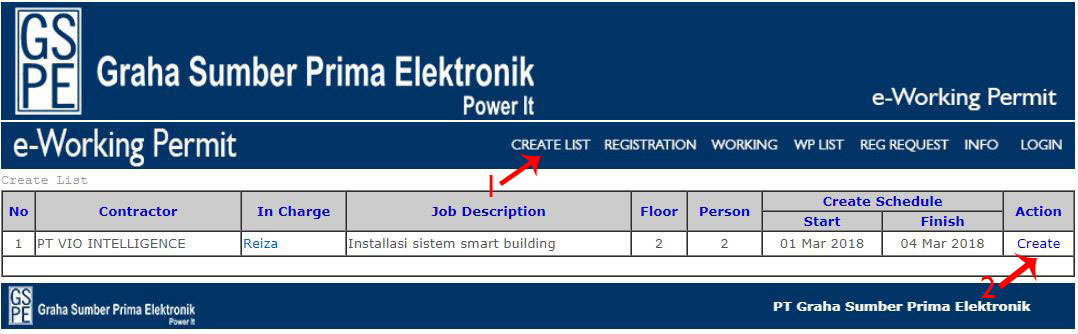 GS
PE
Graha Sumber Prima Elektronik
Power It
e-Working Permit
e-Working Permit
CREATE LIST REGISTRATION WORKING WP LIST REG REQUEST INFO LOGIN
1
Create List
No Contractor In Charge Job Description Floor Person Create Schedule Action
Start Finish
1 PT VIO INTELLIGENCE Reiza Installasi sistem smart building 2 2 01 Mar 2018 04 Mar 2018 Create
2
GS
PE
Graha Sumber Prima Elektronik
Power It
PT Graha Sumber Prima Elektronik